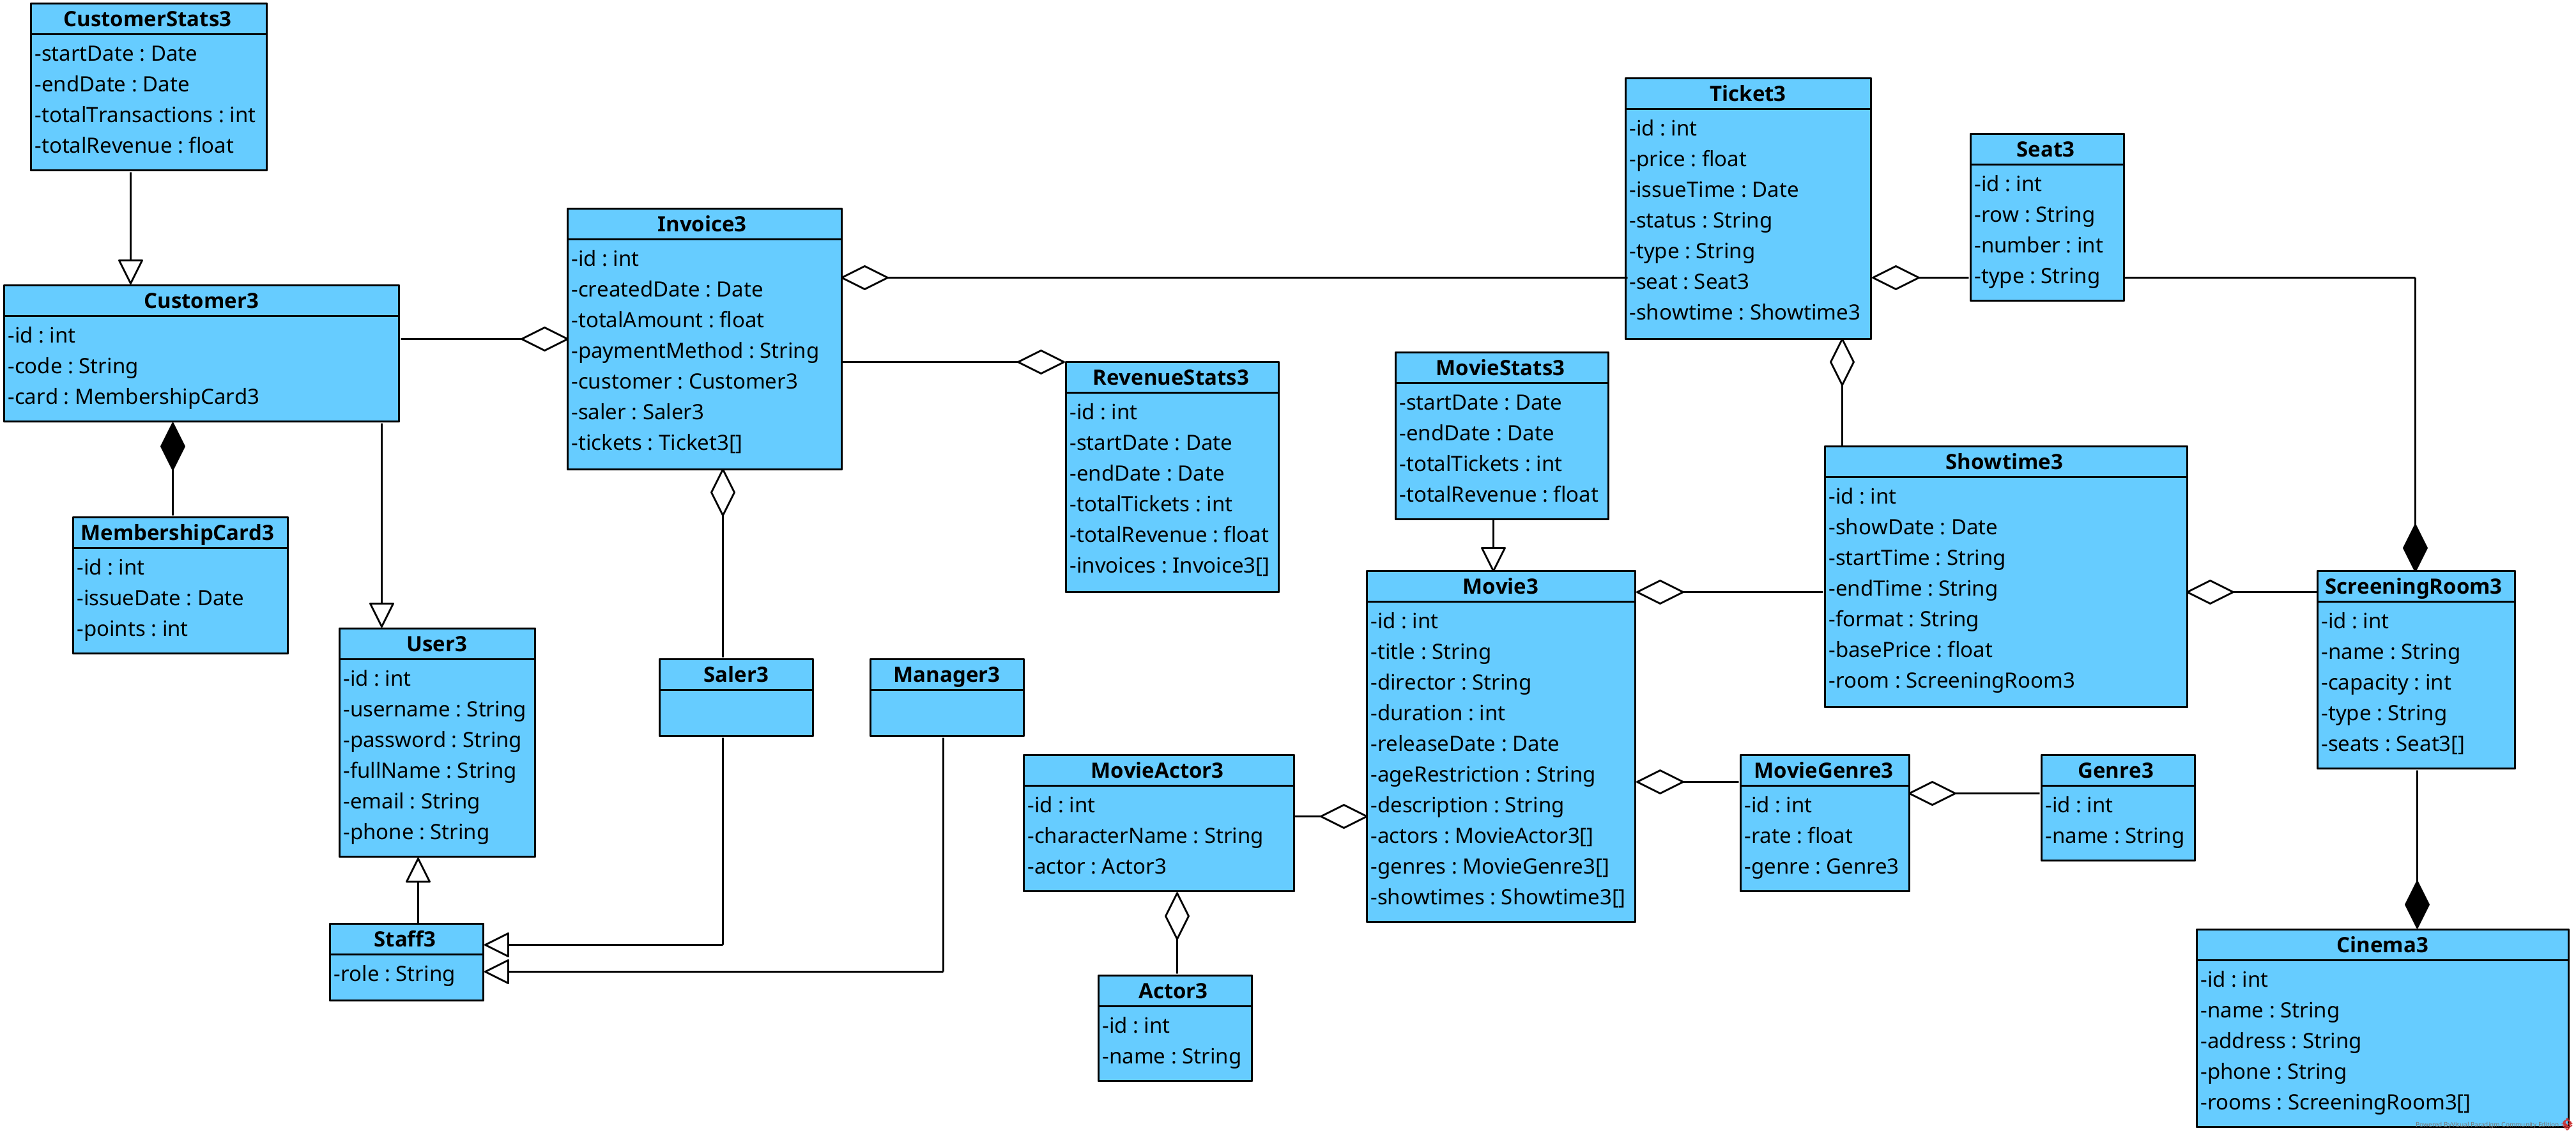 CustomerStats3
-startDate : Date
-endDate : Date
-totalTransactions : int
-totalRevenue : float
Ticket3
-id : int
-price : float
-issueTime : Date
-status : String
-type : String
-seat : Seat3
-showtime : Showtime3
Seat3
-id : int
-row : String
-number : int
-type : String
Invoice3
-id : int
-createdDate : Date
-totalAmount : float
-paymentMethod : String
-customer : Customer3
-saler : Saler3
-tickets : Ticket3[]
Customer3
-id : int
-code : String
-card : MembershipCard3
RevenueStats3
-id : int
-startDate : Date
-endDate : Date
-totalTickets : int
-totalRevenue : float
-invoices : Invoice3[]
MovieStats3
-startDate : Date
-endDate : Date
-totalTickets : int
-totalRevenue : float
Showtime3
-id : int
-showDate : Date
-startTime : String
-endTime : String
-format : String
-basePrice : float
-room : ScreeningRoom3
MembershipCard3
-id : int
-issueDate : Date
-points : int
User3
-id : int
-username : String
-password : String
-fullName : String
-email : String
-phone : String
Saler3
Manager3
Movie3
-id : int
-title : String
-director : String
-duration : int
-releaseDate : Date
-ageRestriction : String
-description : String
-actors : MovieActor3[]
-genres : MovieGenre3[]
-showtimes : Showtime3[]
ScreeningRoom3
-id : int
-name : String
-capacity : int
-type : String
-seats : Seat3[]
MovieActor3
-id : int
-characterName : String
-actor : Actor3
MovieGenre3
-id : int
-rate : float
-genre : Genre3
Genre3
-id : int
-name : String
Staff3
-role : String
Actor3
-id : int
-name : String
Cinema3
-id : int
-name : String
-address : String
-phone : String
-rooms : ScreeningRoom3[]
Powered By Visual Paradigm Community Edition